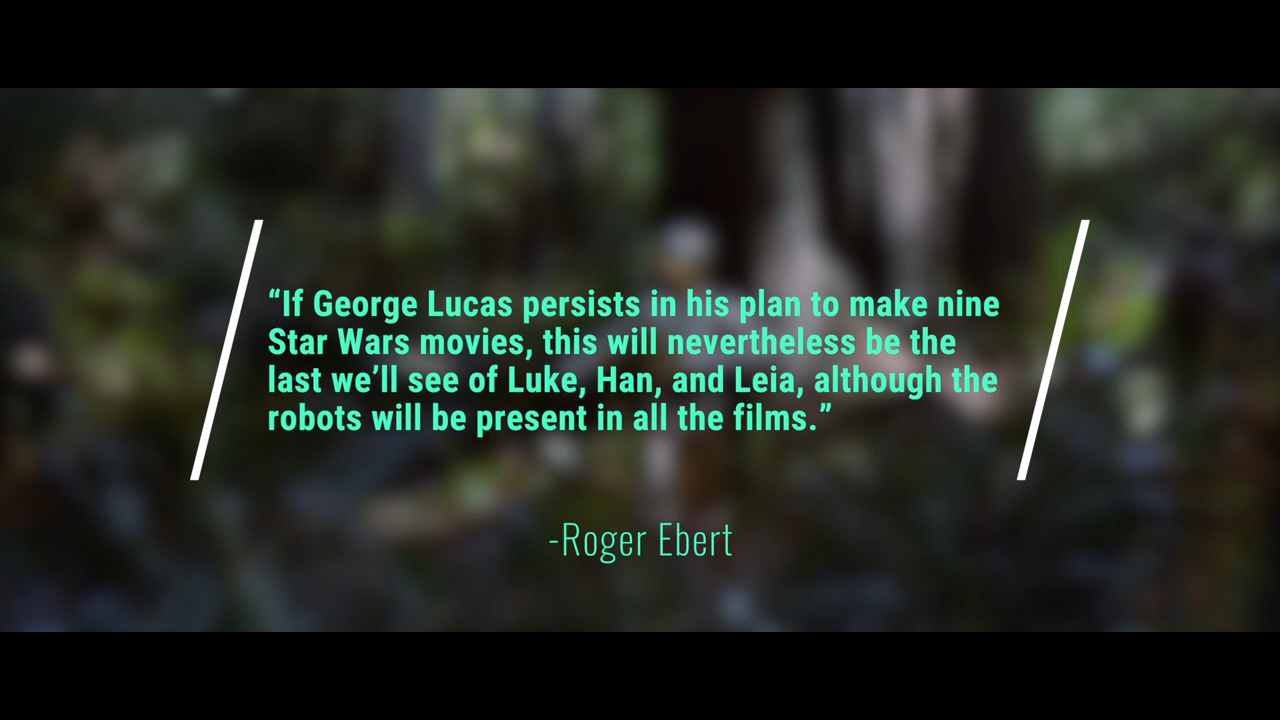 “If George Lucas persists in his plan to make nine
Star Wars movies, this will nevertheless be the
last we’ll see of Luke, Han, and Leia, although the
robots will be present in all the films.”
-Roger Ebert